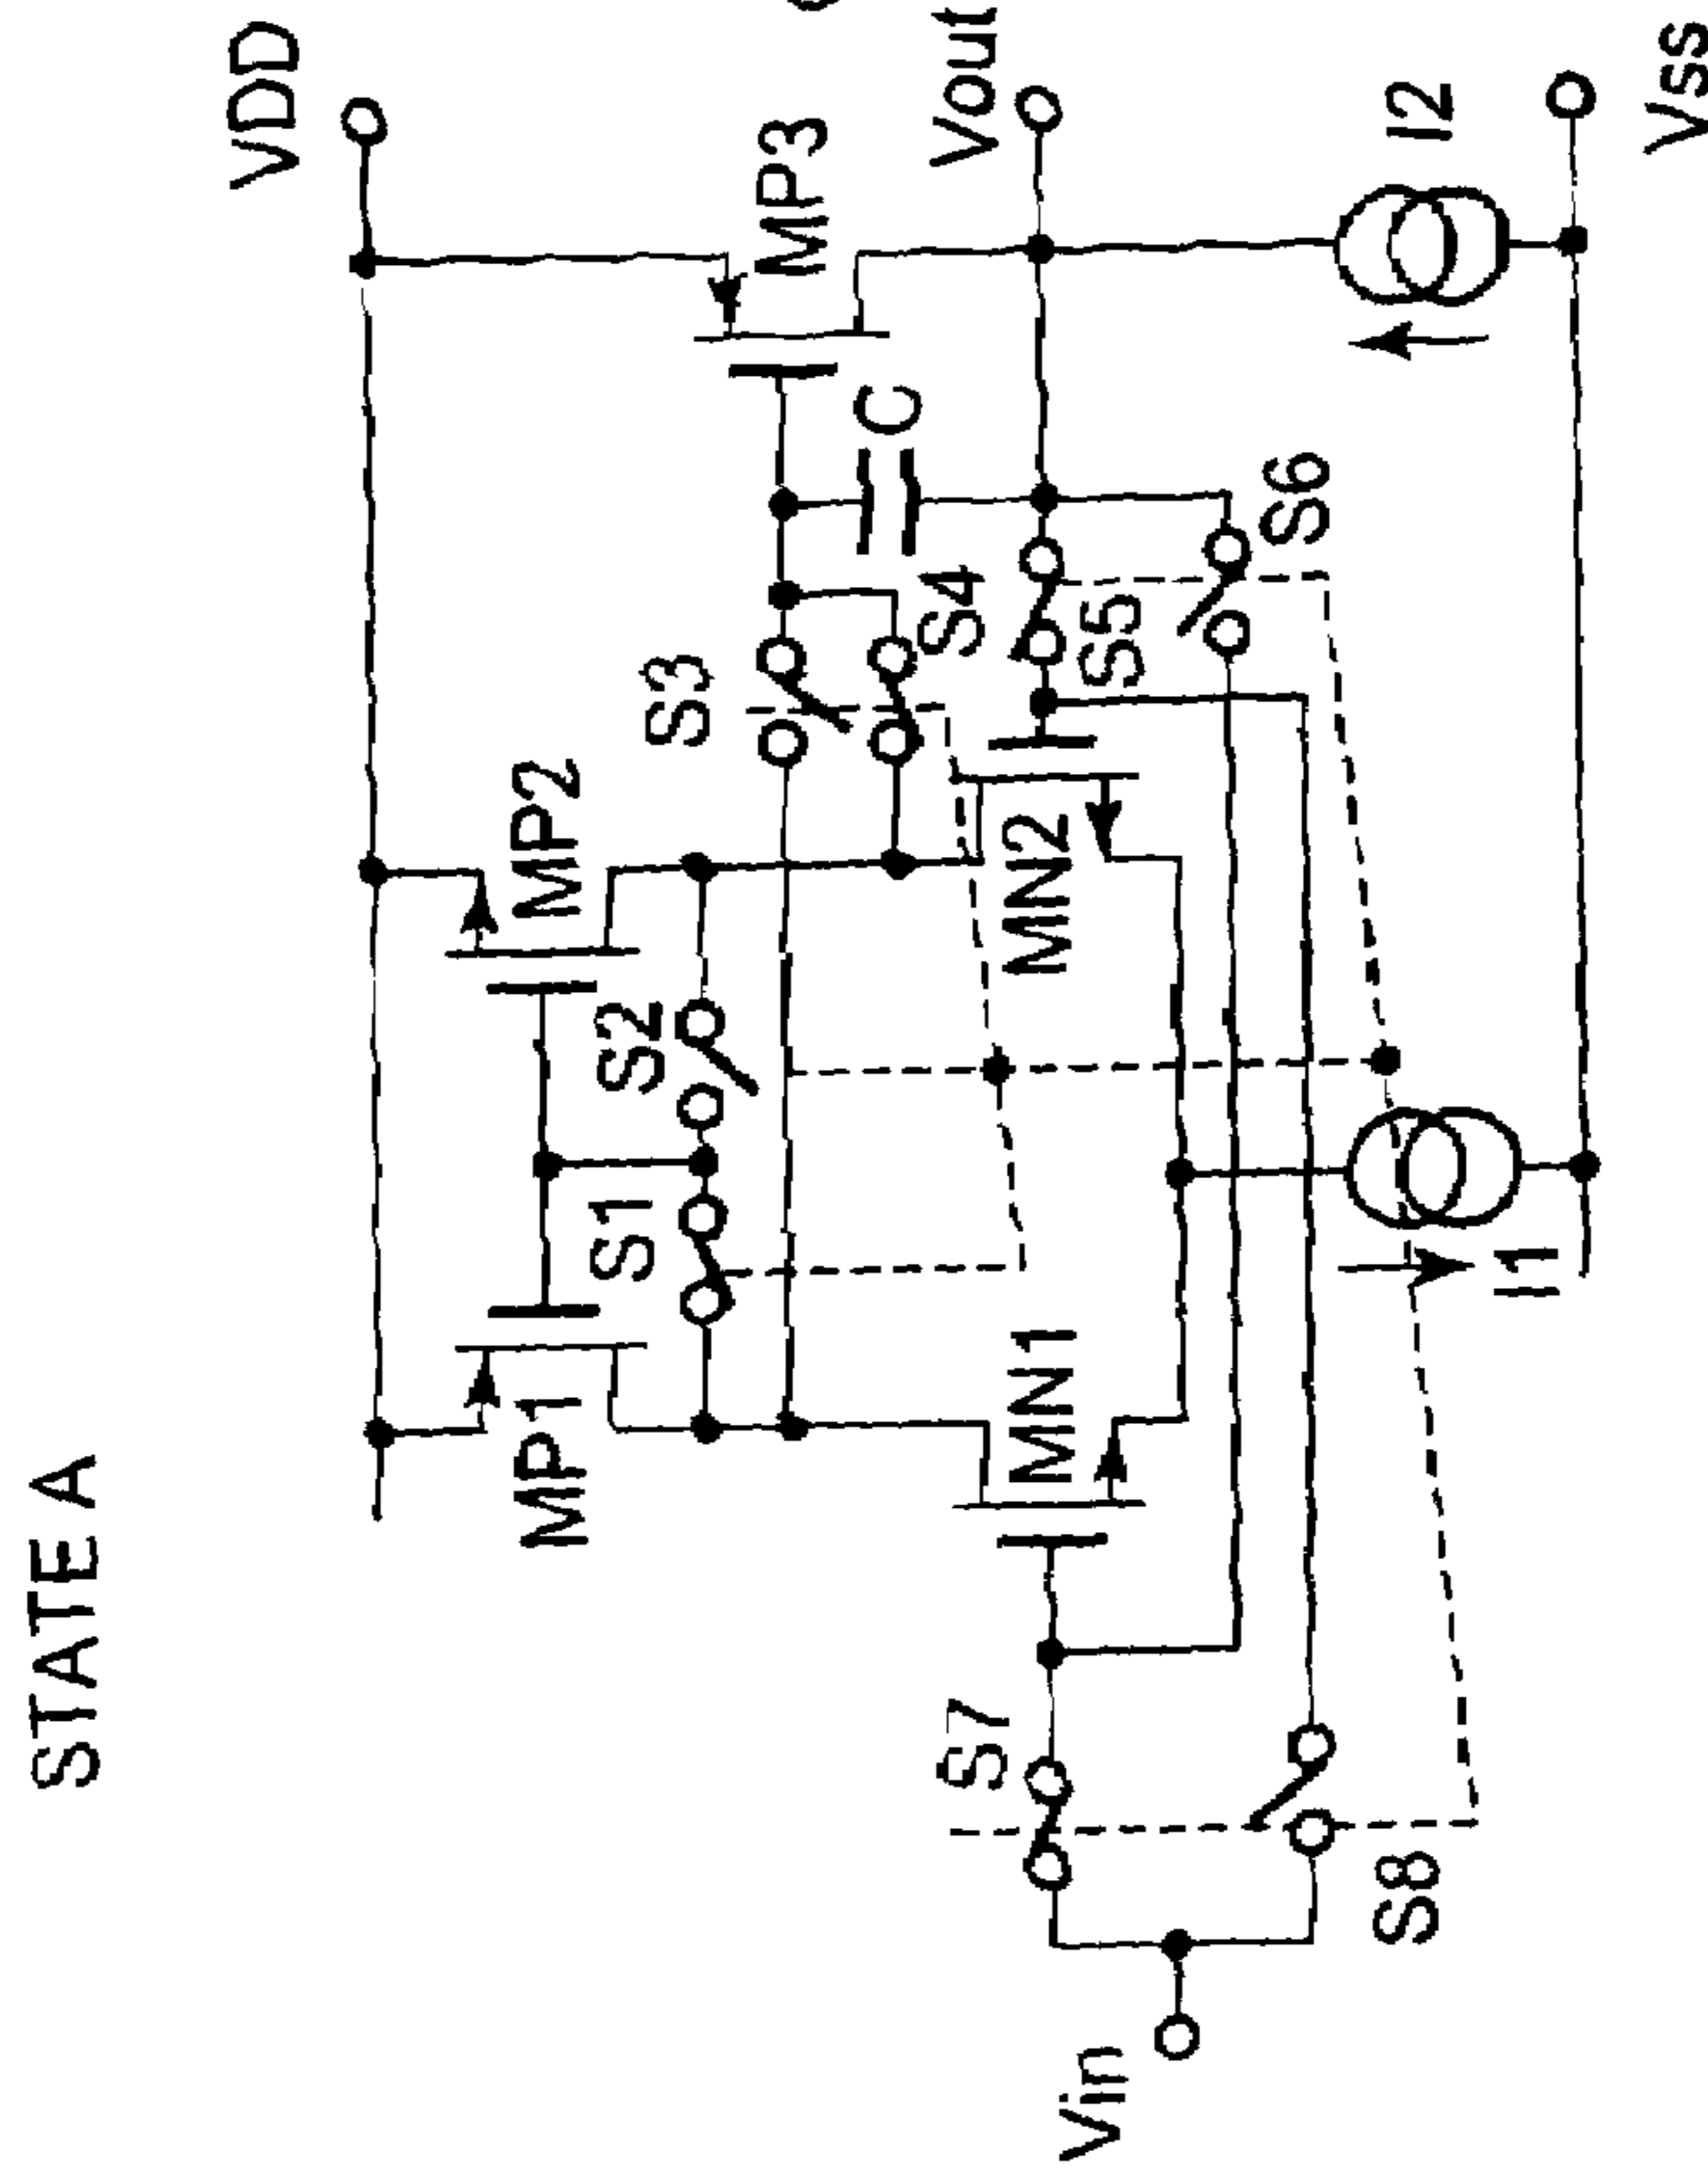 STATE A
VDD
MP1
MP2
MP3
S1
S2
S3
S4
C
Vout
MN1
MN2
S5
S6
S7
S8
Vin
I1
I2
Vss